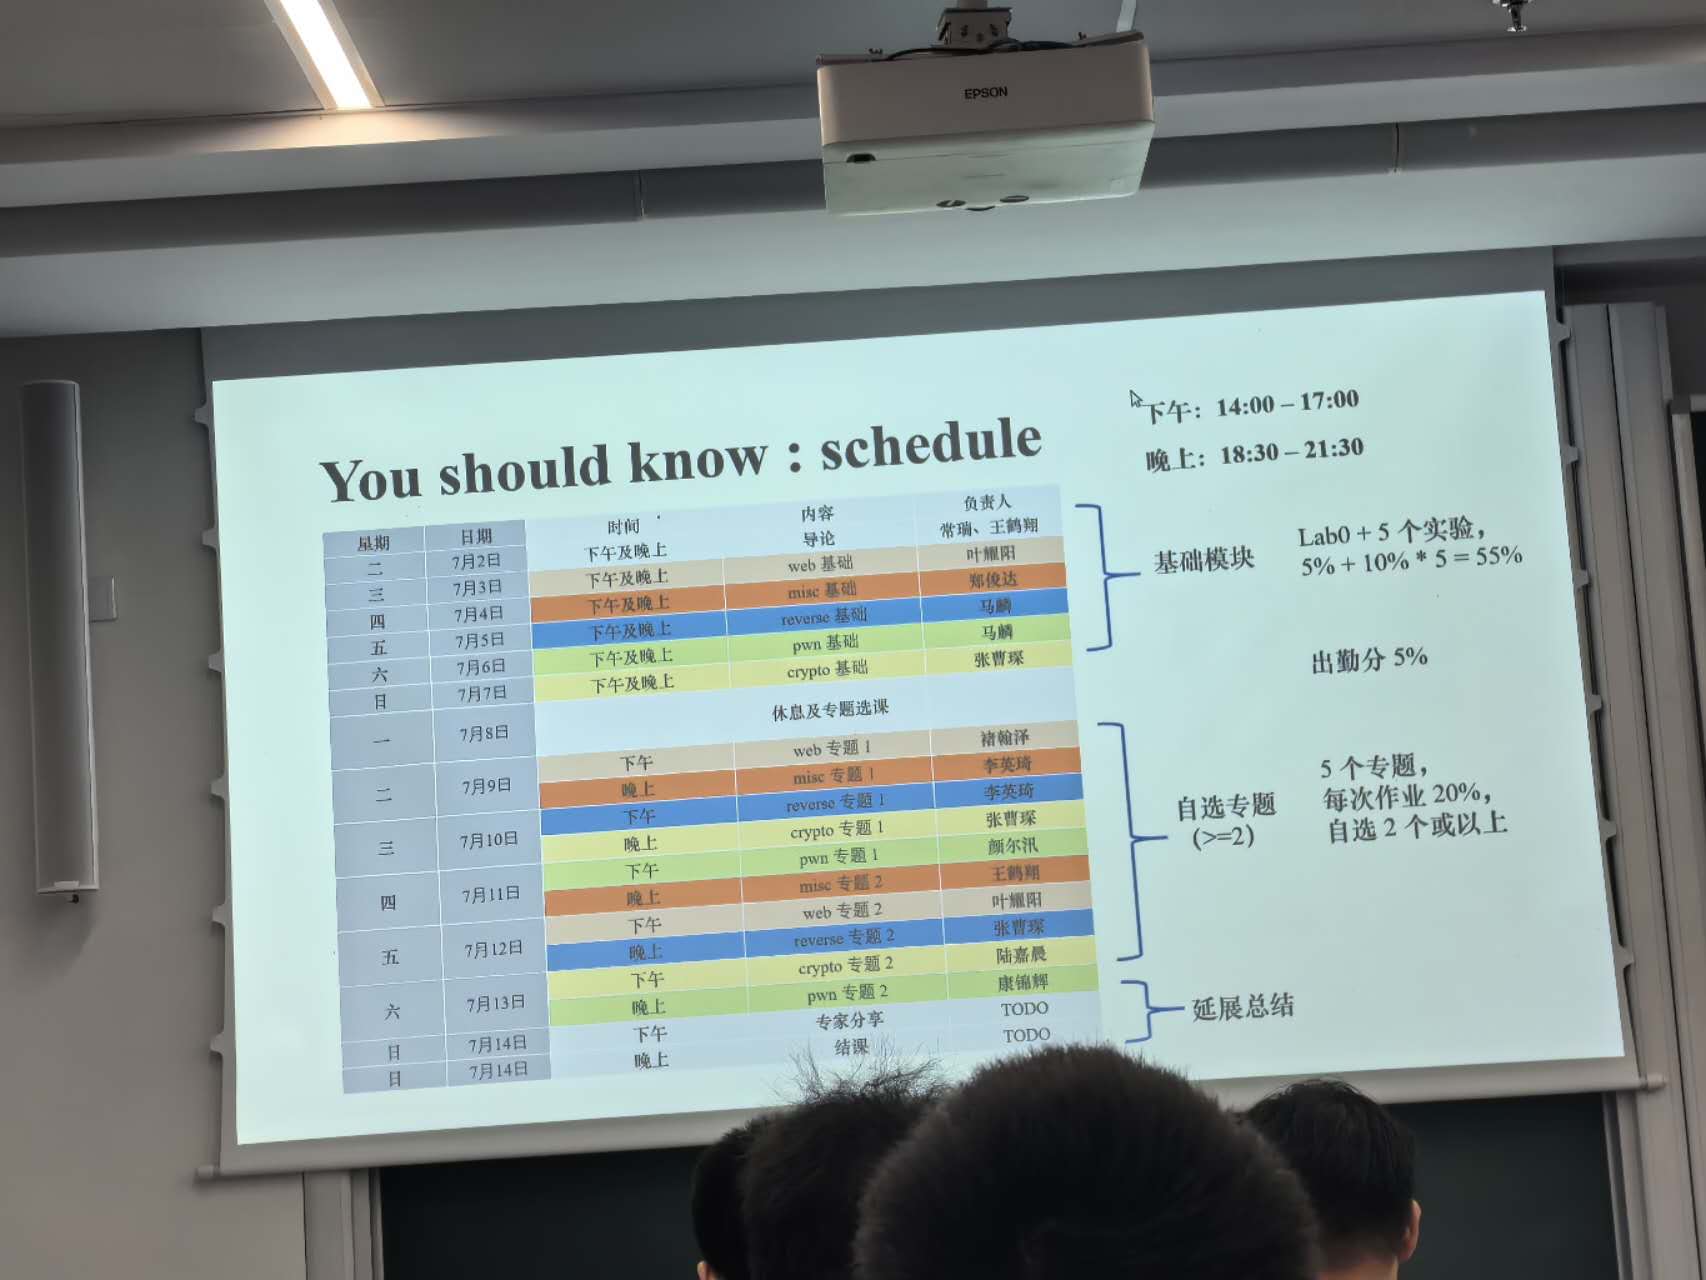 EPSON
You should know : schedule
下午: 14:00 – 17:00
晚上: 18:30 – 21:30
星期 日期 时间 内容 负责人
二 7月2日 下午及晚上 导论 常瑞、王鹤翔
三 7月3日 下午及晚上 web 基础 叶耀阳
四 7月4日 下午及晚上 misc 基础 郑俊达
五 7月5日 下午及晚上 reverse 基础 马麟
六 7月6日 下午及晚上 pwn 基础 马麟
日 7月7日 下午及晚上 crypto 基础 张曹琛
一 7月8日 休息及专题选课
二 7月9日 下午 web 专题 1 褚翰泽
晚上 misc 专题 1 李英琦
三 7月10日 下午 reverse 专题 1 李英琦
晚上 crypto 专题 1 张曹琛
四 7月11日 下午 pwn 专题 1 颜尔汛
晚上 misc 专题 2 王鹤翔
五 7月12日 下午 web 专题 2 叶耀阳
晚上 reverse 专题 2 张曹琛
六 7月13日 下午 crypto 专题 2 陆嘉晨
晚上 pwn 专题 2 康锦辉
日 7月14日 下午 专家分享 TODO
日 7月14日 晚上 结课 TODO
基础模块
Lab0 + 5 个实验，
5% + 10% * 5 = 55%
出勤分 5%
自选专题
(>=2)
5 个专题，
每次作业 20%，
自选 2 个或以上
延展总结